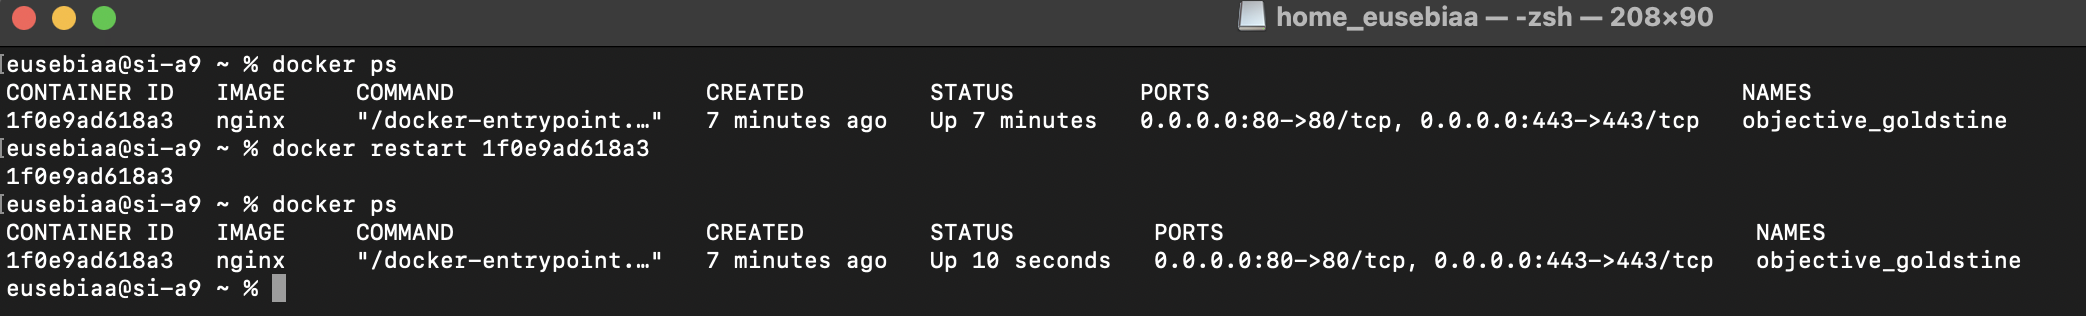 home_eusebiaa — -zsh — 208×90
[eusebiaa@si-a9 ~ % docker ps
CONTAINER ID   IMAGE     COMMAND                  CREATED         STATUS         PORTS                                      NAMES
1f0e9ad618a3   nginx     "/docker-entrypoint.…"   7 minutes ago   Up 7 minutes   0.0.0.0:80->80/tcp, 0.0.0.0:443->443/tcp   objective_goldstine
[eusebiaa@si-a9 ~ % docker restart 1f0e9ad618a3
1f0e9ad618a3
[eusebiaa@si-a9 ~ % docker ps
CONTAINER ID   IMAGE     COMMAND                  CREATED         STATUS          PORTS                                      NAMES
1f0e9ad618a3   nginx     "/docker-entrypoint.…"   7 minutes ago   Up 10 seconds   0.0.0.0:80->80/tcp, 0.0.0.0:443->443/tcp   objective_goldstine
eusebiaa@si-a9 ~ %